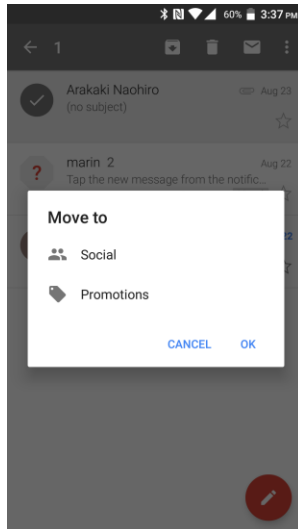 60% 3:37 PM
1
Arakaki Naohiro Aug 23
(no subject)
? marin 2 Aug 22
Tap the new message from the notific...
22
Move to
Social
Promotions
CANCEL OK